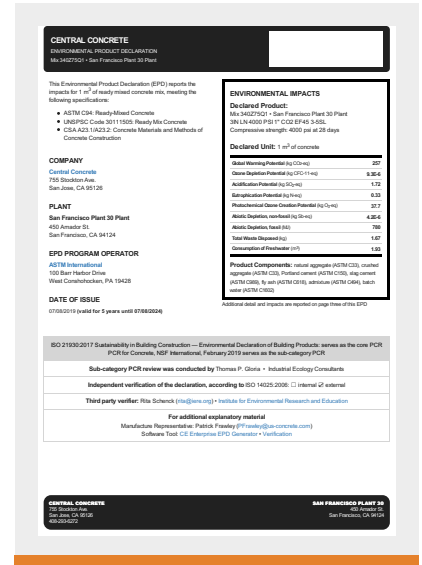 CENTRAL CONCRETE
ENVIRONMENTAL PRODUCT DECLARATION
Mix 340Z75Q1 • San Francisco Plant 30 Plant
This Environmental Product Declaration (EPD) reports the
impacts for 1 m³ of ready mixed concrete mix, meeting the
following specifications:
• ASTM C94: Ready-Mixed Concrete
• UNSPSC Code 30111505: Ready Mix Concrete
• CSA A23.1/A23.2: Concrete Materials and Methods of
Concrete Construction
COMPANY
Central Concrete
755 Stockton Ave.
San Jose, CA 95126
PLANT
San Francisco Plant 30 Plant
450 Amador St.
San Francisco, CA 94124
EPD PROGRAM OPERATOR
ASTM International
100 Barr Harbor Drive
West Conshohocken, PA 19428
DATE OF ISSUE
07/08/2019 (valid for 5 years until 07/08/2024)
ENVIRONMENTAL IMPACTS
Declared Product:
Mix 340Z75Q1 • San Francisco Plant 30 Plant
3IN LN 4000 PSI 1" CO2 EF45 3-5SL
Compressive strength: 4000 psi at 28 days
Declared Unit: 1 m³ of concrete
Global Warming Potential (kg CO₂-eq) 257
Ozone Depletion Potential (kg CFC-11-eq) 9.3E-6
Acidification Potential (kg SO₂-eq) 1.72
Eutrophication Potential (kg N-eq) 0.33
Photochemical Ozone Creation Potential (kg O₃-eq) 37.7
Abiotic Depletion, non-fossil (kg Sb-eq) 4.2E-6
Abiotic Depletion, fossil (MJ) 780
Total Waste Disposed (kg) 1.67
Consumption of Freshwater (m³) 1.93
Product Components: natural aggregate (ASTM C33), crushed
aggregate (ASTM C33), Portland cement (ASTM C150), slag cement
(ASTM C989), fly ash (ASTM C618), admixture (ASTM C494), batch
water (ASTM C1602)
Additional detail and impacts are reported on page three of this EPD
ISO 21930:2017 Sustainability in Building Construction — Environmental Declaration of Building Products: serves as the core PCR
PCR for Concrete, NSF International, February 2019 serves as the sub-category PCR
Sub-category PCR review was conducted by Thomas P. Gloria • Industrial Ecology Consultants
Independent verification of the declaration, according to ISO 14025:2006: ☐ internal ☑ external
Third party verifier: Rita Schenck (rita@iere.org) • Institute for Environmental Research and Education
For additional explanatory material
Manufacture Representative: Patrick Frawley (PFrawley@us-concrete.com)
Software Tool: CE Enterprise EPD Generator • Verification
CENTRAL CONCRETE
755 Stockton Ave.
San Jose, CA 95126
408-293-6272
SAN FRANCISCO PLANT 30
450 Amador St.
San Francisco, CA 94124